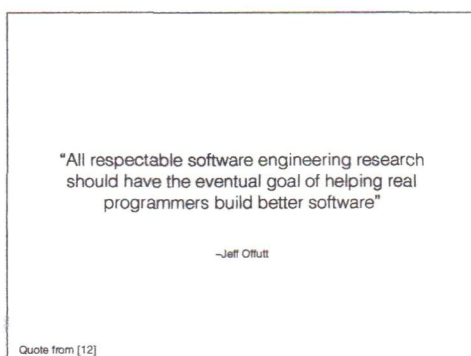 "All respectable software engineering research
should have the eventual goal of helping real
programmers build better software"
–Jeff Offutt
Quote from [12]